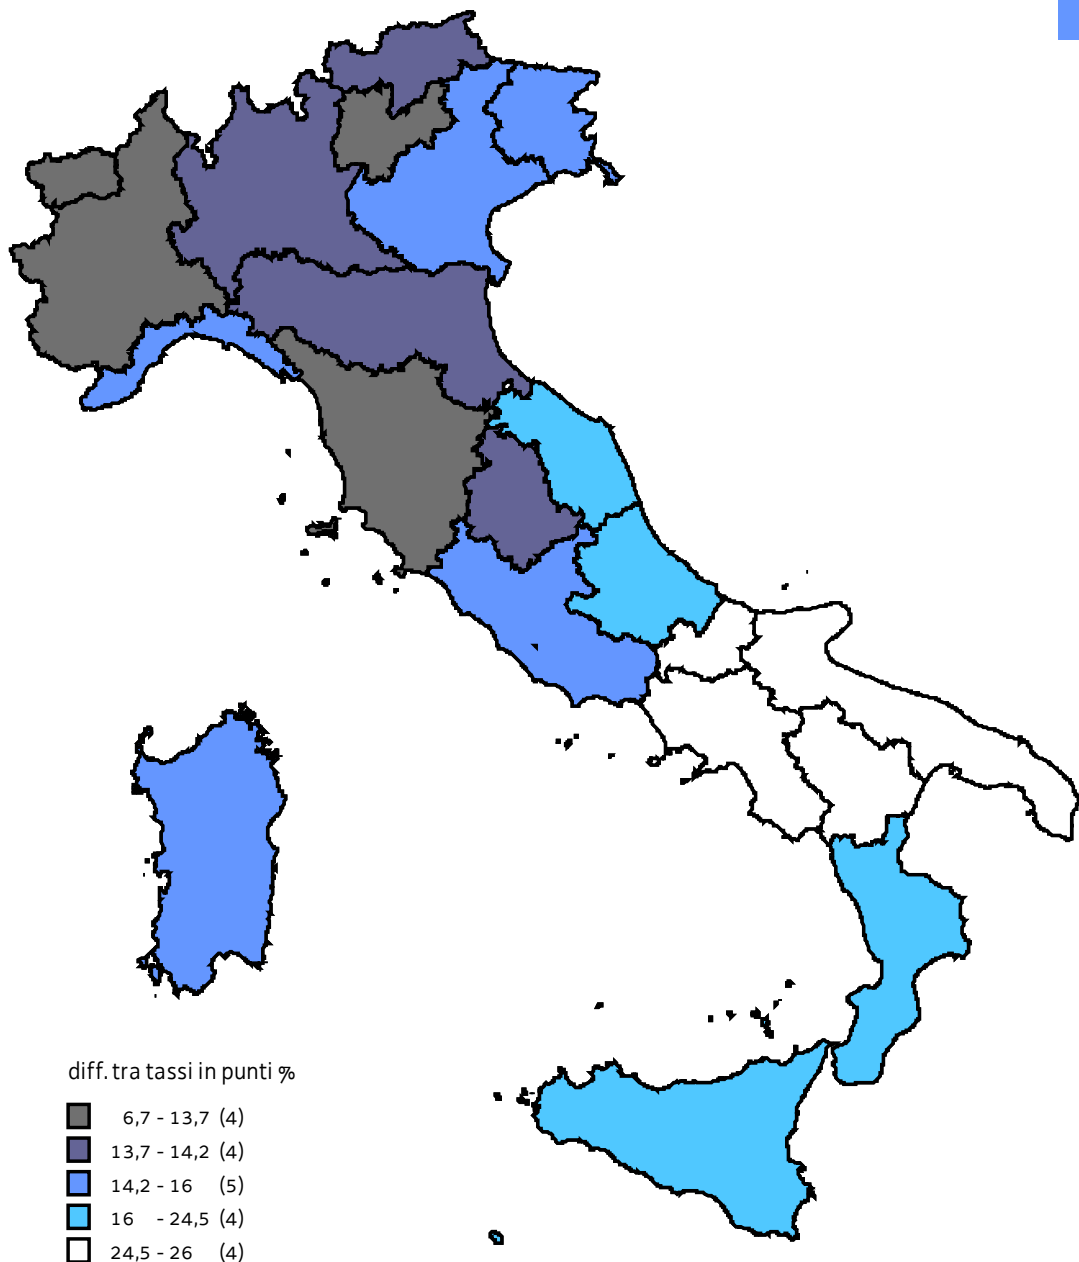 diff. tra tassi in punti %
6,7 - 13,7 (4)
13,7 - 14,2 (4)
14,2 - 16 (5)
16 - 24,5 (4)
24,5 - 26 (4)